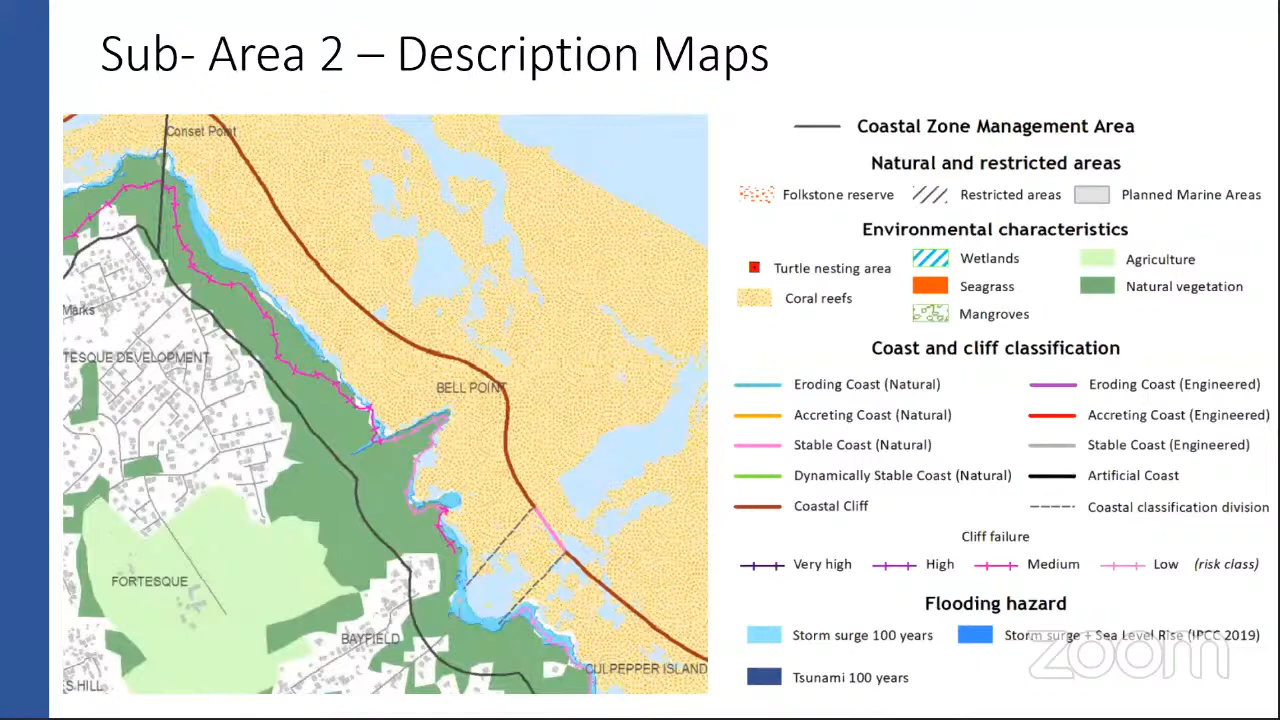 Sub- Area 2 – Description Maps
Conset Point
Marks
TESQUE DEVELOPMENT
BELL POINT
FORTESQUE
BAYFIELD
CULPEPPER ISLAND
S HILL
Coastal Zone Management Area
Natural and restricted areas
Folkstone reserve Restricted areas Planned Marine Areas
Environmental characteristics
Turtle nesting area Wetlands Agriculture
Coral reefs Seagrass Natural vegetation
Mangroves
Coast and cliff classification
Eroding Coast (Natural) Eroding Coast (Engineered)
Accreting Coast (Natural) Accreting Coast (Engineered)
Stable Coast (Natural) Stable Coast (Engineered)
Dynamically Stable Coast (Natural) Artificial Coast
Coastal Cliff Coastal classification division
Cliff failure
Very high High Medium Low (risk class)
Flooding hazard
Storm surge 100 years Storm surge + Sea Level Rise (IPCC 2019)
Tsunami 100 years
zoom